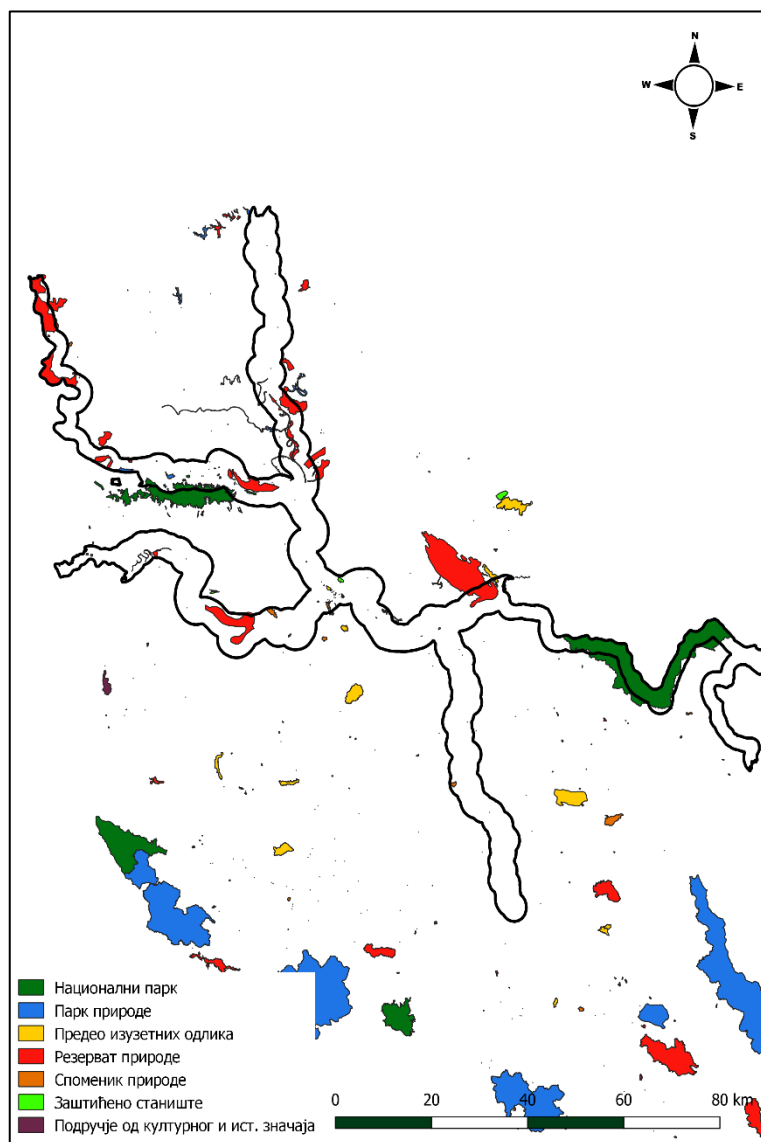 N
W E
S
Национални парк
Парк природе
Предео изузетних одлика
Резерват природе
Споменик природе
Заштићено станиште
Подручје од културног и ист. значаја
0 20 40 60 80 km